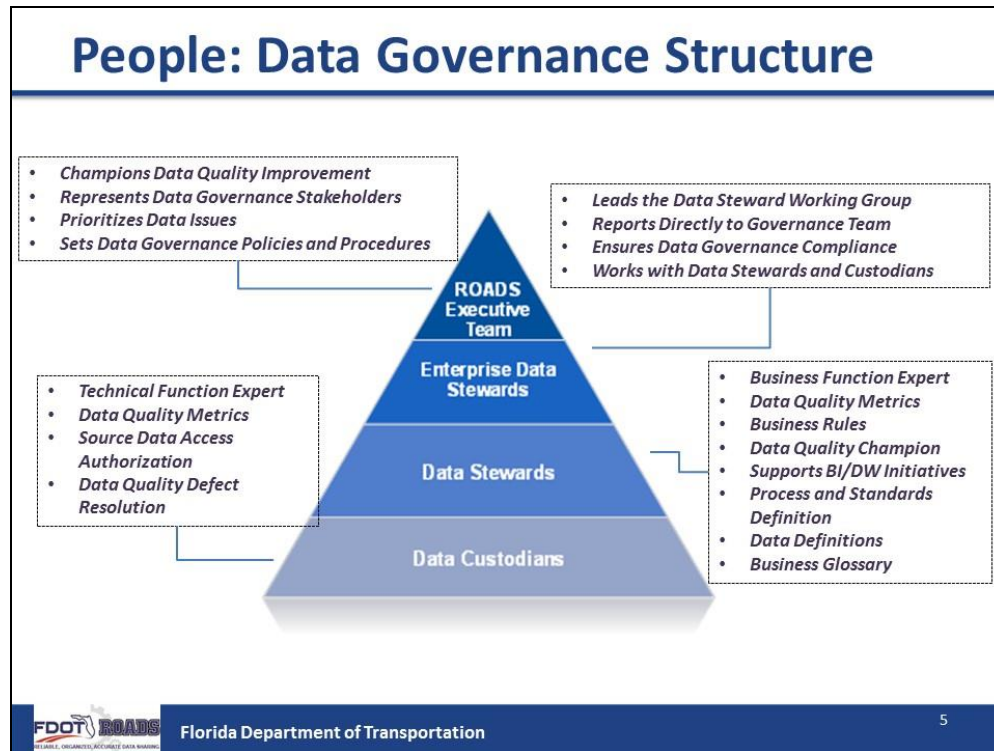 People: Data Governance Structure
• Champions Data Quality Improvement
• Represents Data Governance Stakeholders
• Prioritizes Data Issues
• Sets Data Governance Policies and Procedures
• Leads the Data Steward Working Group
• Reports Directly to Governance Team
• Ensures Data Governance Compliance
• Works with Data Stewards and Custodians
ROADS
Executive
Team
Enterprise Data
Stewards
Data Stewards
Data Custodians
• Technical Function Expert
• Data Quality Metrics
• Source Data Access
Authorization
• Data Quality Defect
Resolution
• Business Function Expert
• Data Quality Metrics
• Business Rules
• Data Quality Champion
• Supports BI/DW Initiatives
• Process and Standards
Definition
• Data Definitions
• Business Glossary
FDOT ROADS
RELIABLE, ORGANIZED, ACCURATE DATA SHARING
Florida Department of Transportation
5